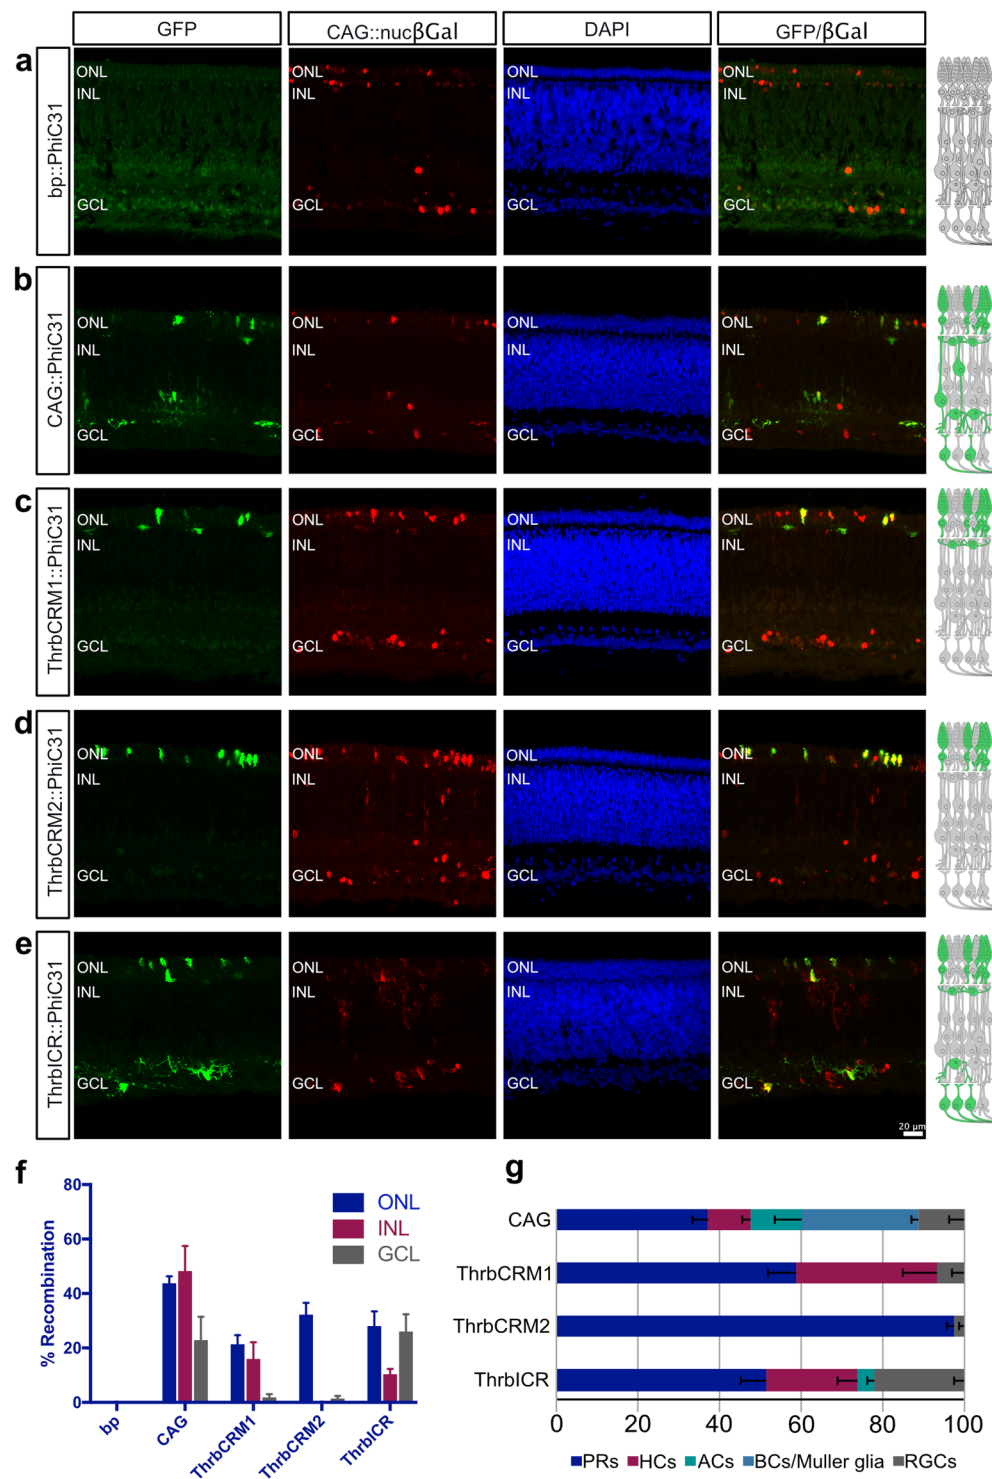 GFP
CAG::nucβGal
DAPI
GFP/βGal
a
bp::PhiC31
ONL
INL
GCL
ONL
INL
GCL
ONL
INL
GCL
ONL
INL
GCL
b
CAG::PhiC31
ONL
INL
GCL
ONL
INL
GCL
ONL
INL
GCL
ONL
INL
GCL
c
ThrbCRM1::PhiC31
ONL
INL
GCL
ONL
INL
GCL
ONL
INL
GCL
ONL
INL
GCL
d
ThrbCRM2::PhiC31
ONL
INL
GCL
ONL
INL
GCL
ONL
INL
GCL
ONL
INL
GCL
e
ThrbICR::PhiC31
ONL
INL
GCL
ONL
INL
GCL
ONL
INL
GCL
ONL
INL
GCL
20 µm
f
% Recombination
80
60
40
20
0
ONL
INL
GCL
bp
CAG
ThrbCRM1
ThrbCRM2
ThrbICR
g
CAG
ThrbCRM1
ThrbCRM2
ThrbICR
0 20 40 60 80 100
PRs HCs ACs BCs/Muller glia RGCs